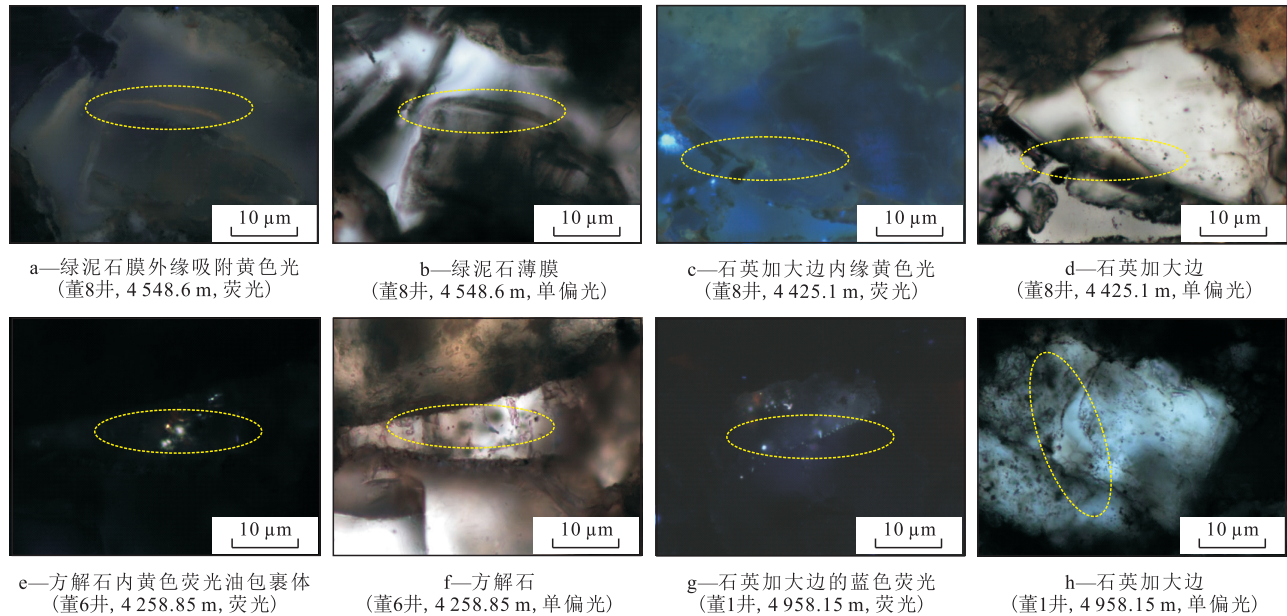 10 μm
10 μm
10 μm
10 μm
a—绿泥石膜外缘吸附黄色光
(董8井, 4 548.6 m, 荧光)
b—绿泥石薄膜
(董8井, 4 548.6 m, 单偏光)
c—石英加大边内缘黄色光
(董8井, 4 425.1 m, 荧光)
d—石英加大边
(董8井, 4 425.1 m, 单偏光)
10 μm
10 μm
10 μm
10 μm
e—方解石内黄色荧光油包裹体
(董6井, 4 258.85 m, 荧光)
f—方解石
(董6井, 4 258.85 m, 单偏光)
g—石英加大边的蓝色荧光
(董1井, 4 958.15 m, 荧光)
h—石英加大边
(董1井, 4 958.15 m, 单偏光)